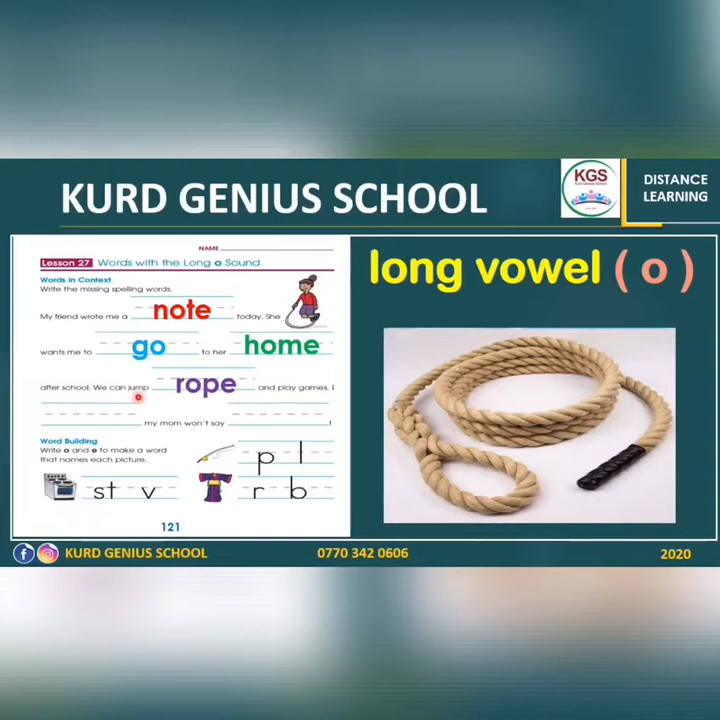 KURD GENIUS SCHOOL
KGS
Kurd Genius School
DISTANCE
LEARNING
NAME
Lesson 27 Words with the Long o Sound
Words in Context
Write the missing spelling words.
My friend wrote me a note today. She
wants me to go to her home
after school. We can jump rope and play games. I
my mom won't say !
Word Building
Write o and e to make a word
that names each picture.
p l
st v r b
121
long vowel ( o )
KURD GENIUS SCHOOL 0770 342 0606 2020